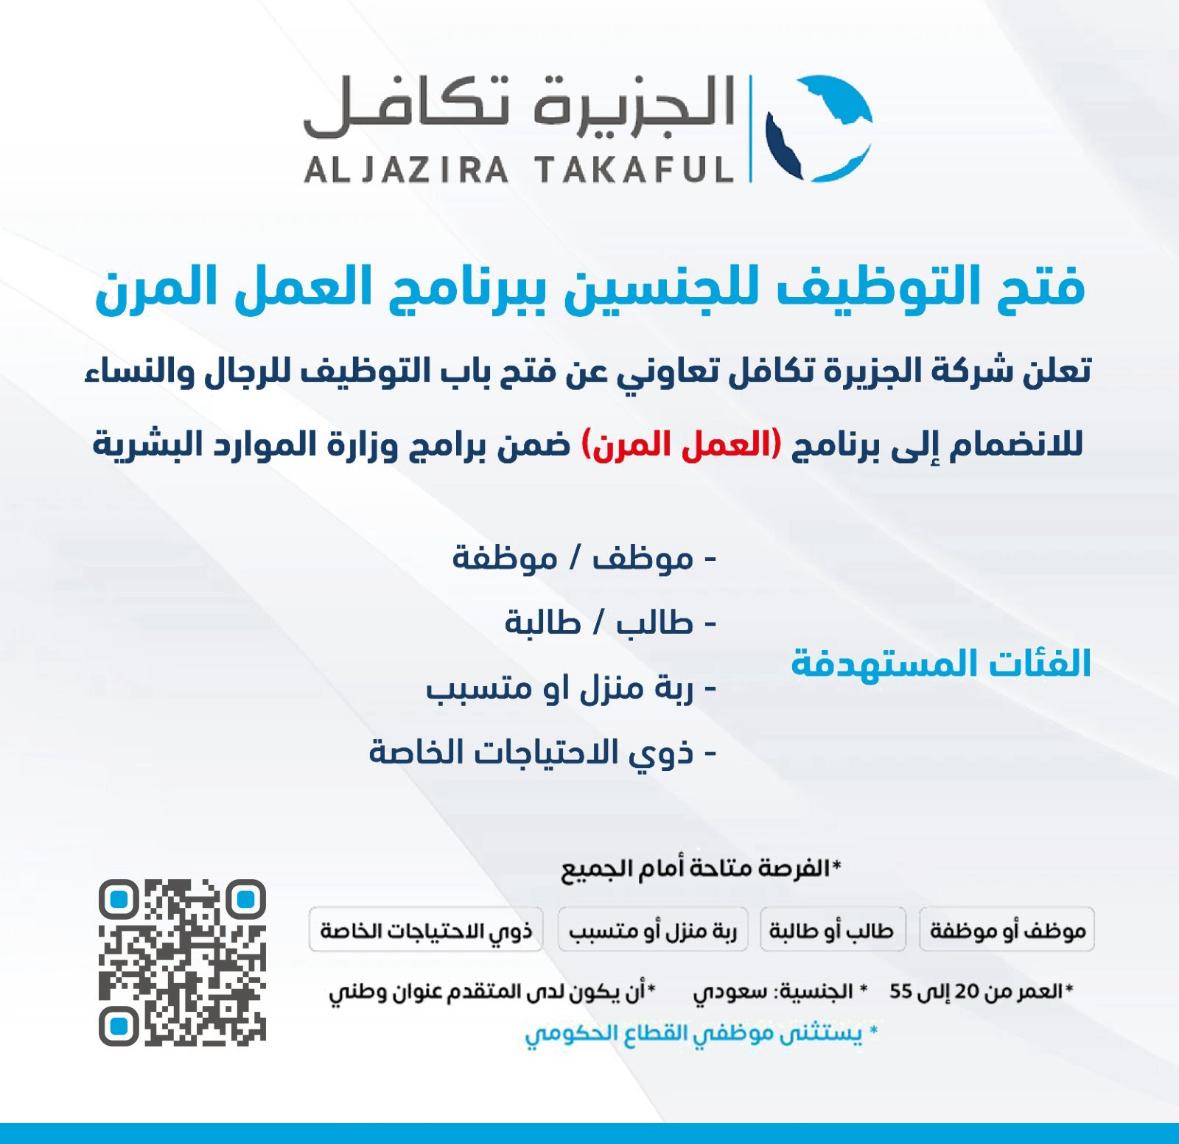 الجزيرة تكافل
ALJAZIRA TAKAFUL
فتح التوظيف للجنسين ببرنامج العمل المرن
تعلن شركة الجزيرة تكافل تعاوني عن فتح باب التوظيف للرجال والنساء
للانضمام إلى برنامج (العمل المرن) ضمن برامج وزارة الموارد البشرية
الفئات المستهدفة
- موظف / موظفة
- طالب / طالبة
- ربة منزل او متسبب
- ذوي الاحتياجات الخاصة
*الفرصة متاحة أمام الجميع
موظف أو موظفة طالب أو طالبة ربة منزل أو متسبب ذوي الاحتياجات الخاصة
*العمر من 20 إلى 55 * الجنسية: سعودي *أن يكون لدى المتقدم عنوان وطني
* يستثنى موظفي القطاع الحكومي